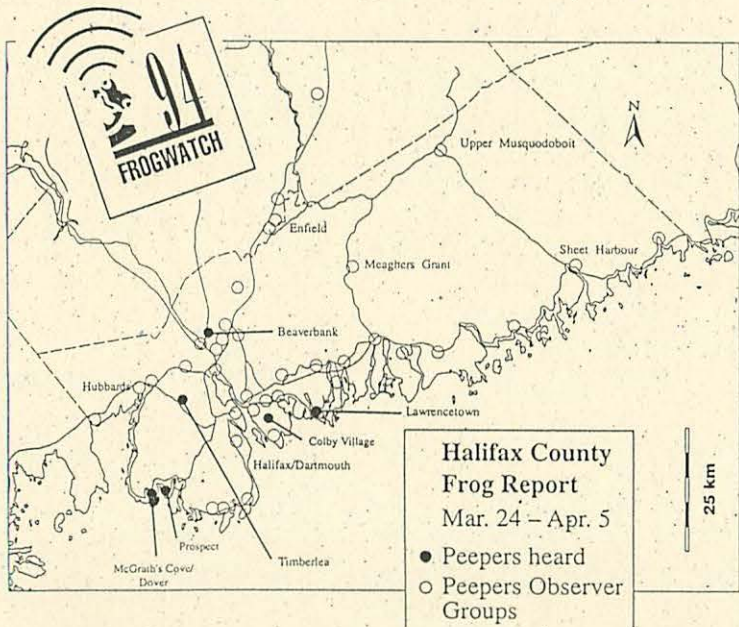 94
FROGWATCH
N
Upper Musquodoboit
Enfield
Sheet Harbour
Meaghers Grant
Beaverbank
Hubbards
Lawrencetown
Colby Village
Halifax/Dartmouth
Prospect
McGrath's Cove/
Dover
Timberlea
25 km
Halifax County
Frog Report
Mar. 24 – Apr. 5
● Peepers heard
○ Peepers Observer
Groups